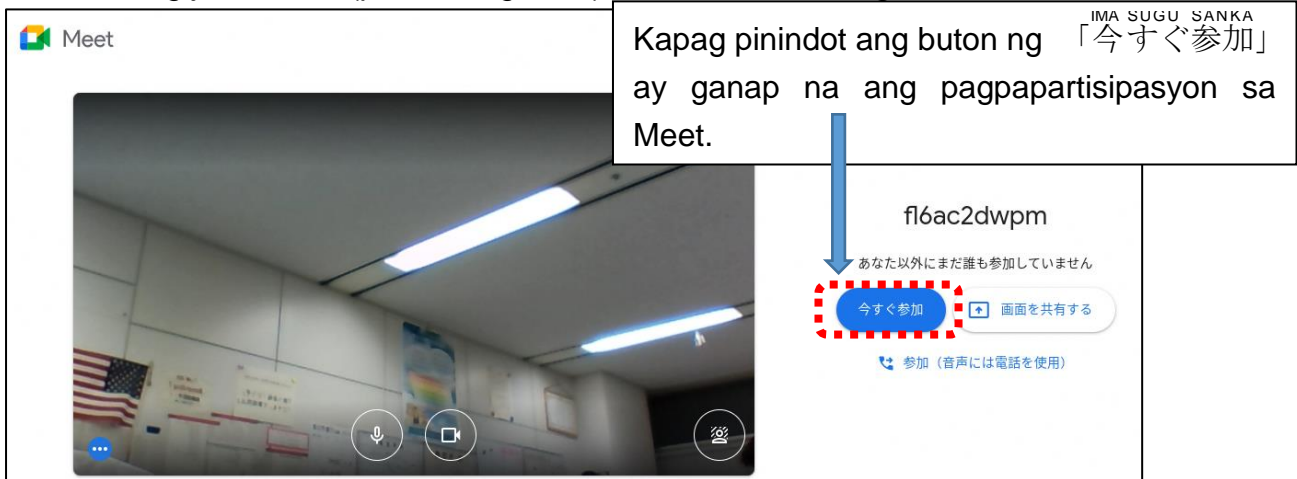 Meet
IMA SUGU SANKA
Kapag pinindot ang buton ng 「今すぐ参加」
ay ganap na ang pagpapartisipasyon sa
Meet.
fl6ac2dwpm
あなた以外にまだ誰も参加していません
今すぐ参加
画面を共有する
参加（音声には電話を使用）